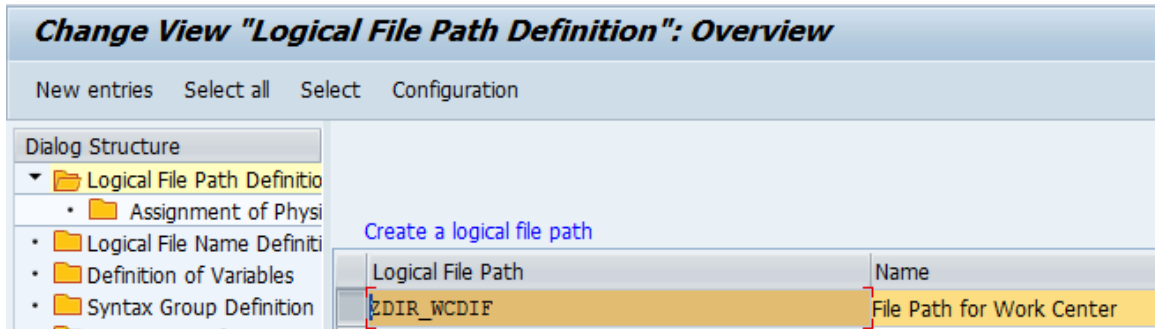 Change View "Logical File Path Definition": Overview
New entries Select all Select Configuration
Dialog Structure
Logical File Path Definitio
Assignment of Physi
Logical File Name Definiti
Definition of Variables
Syntax Group Definition
Create a logical file path
Logical File Path Name
ZDIR_WCDIF File Path for Work Center